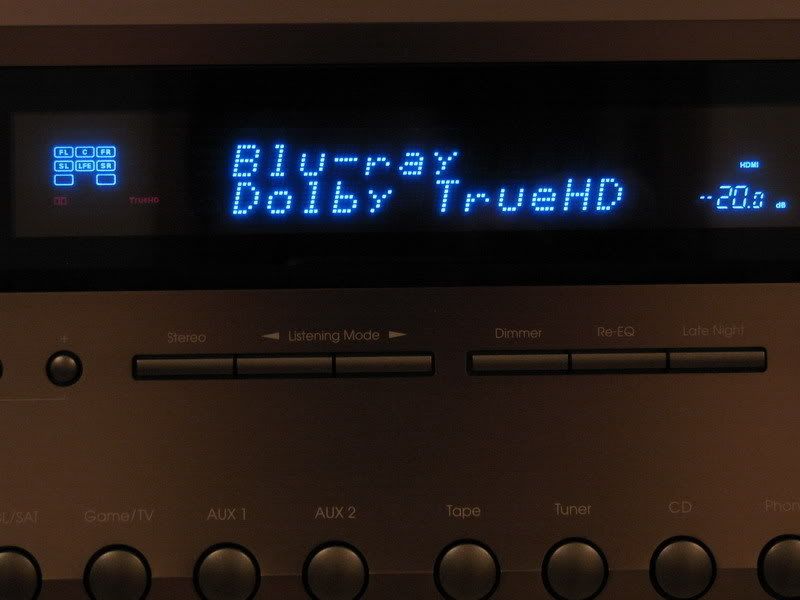 FL C FR
SL LFE SR
TrueHD
Blu-ray
Dolby TrueHD
HDMI
--20.0 dB
+
Stereo
Listening Mode
Dimmer
Re-EQ
Late Night
Game/TV
AUX 1
AUX 2
Tape
Tuner
CD